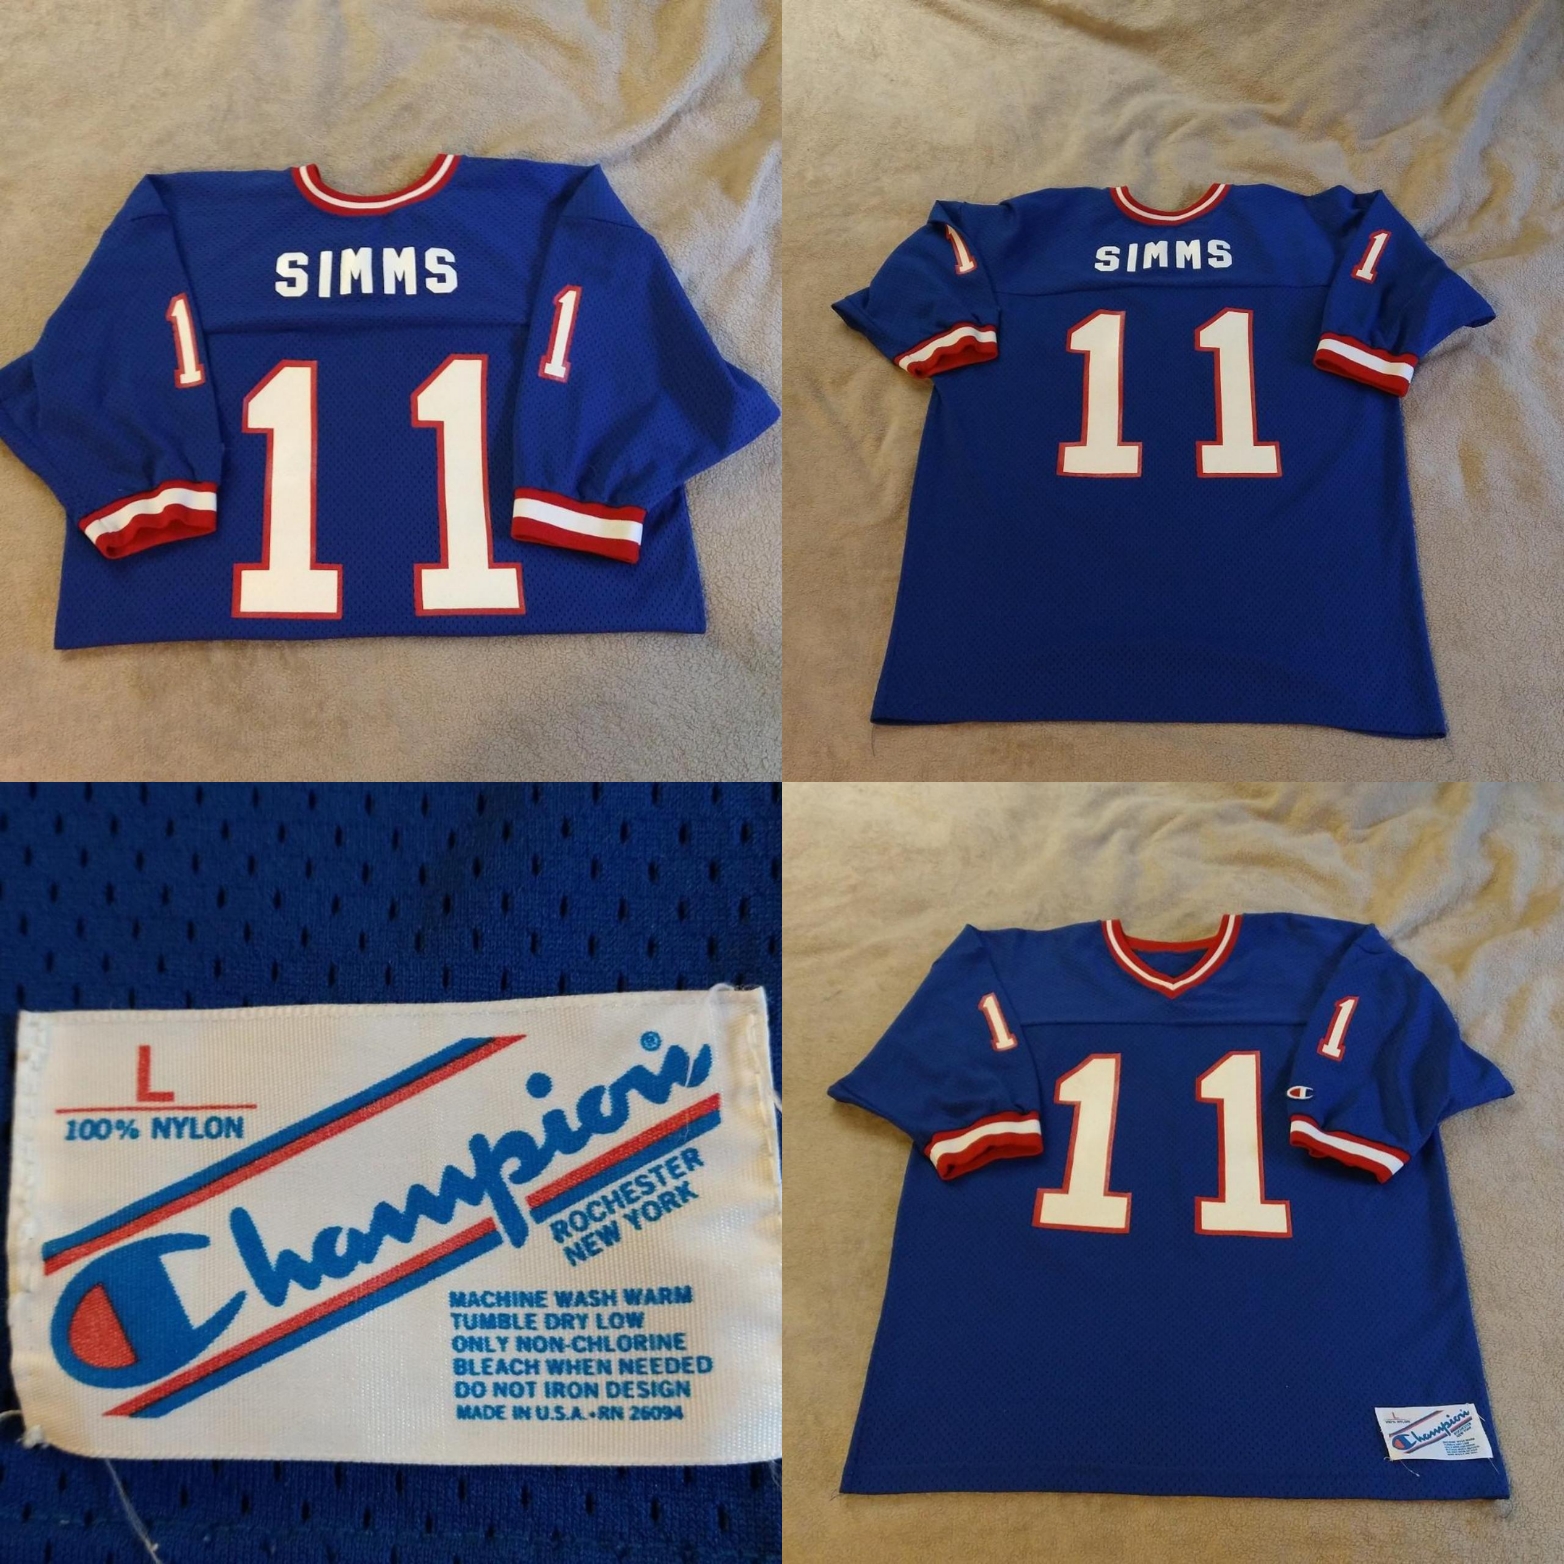 SIMMS
1
1
11
SIMMS
1
1
11
L
100% NYLON
Champion®
ROCHESTER
NEW YORK
MACHINE WASH WARM
TUMBLE DRY LOW
ONLY NON-CHLORINE
BLEACH WHEN NEEDED
DO NOT IRON DESIGN
MADE IN U.S.A. • RN 26094
1
1
11
L
Champion